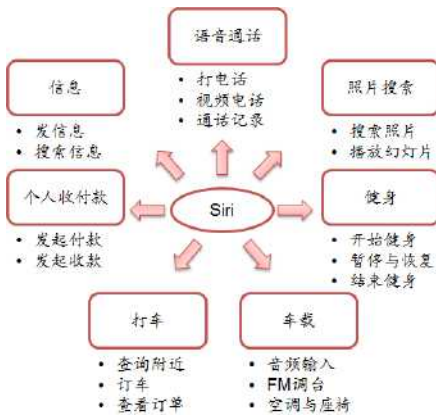 语音通话
• 打电话
• 视频电话
• 通话记录
信息
• 发信息
• 搜索信息
照片搜索
• 搜索照片
• 播放幻灯片
个人收付款
• 发起付款
• 发起收款
Siri
健身
• 开始健身
• 暂停与恢复
• 结束健身
打车
• 查询附近
• 订车
• 查看订单
车载
• 音频输入
• FM调台
• 空调与座椅